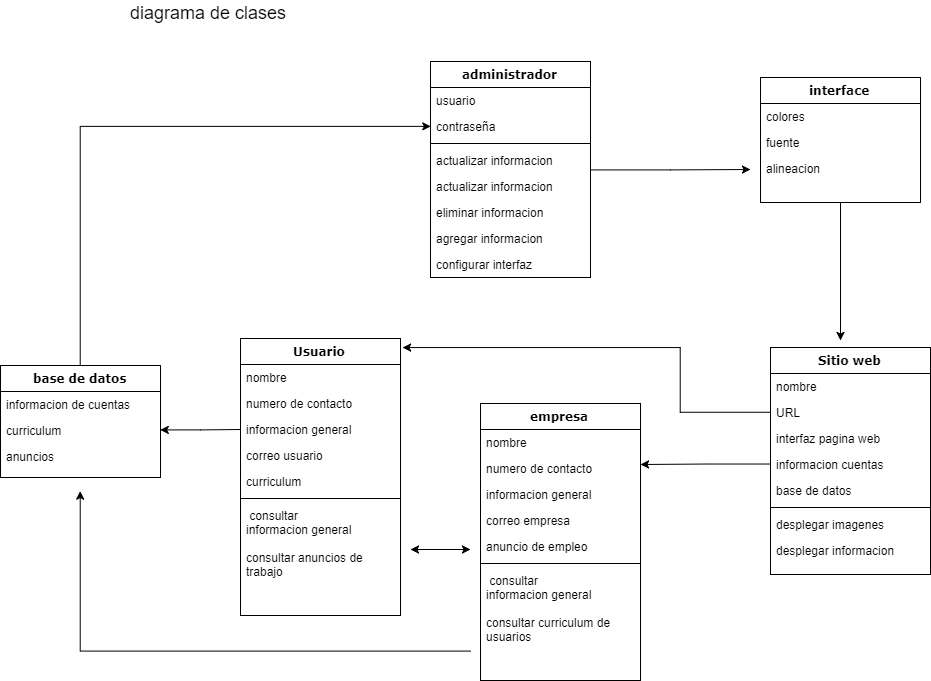 diagrama de clases
administrador
usuario
contraseña
actualizar informacion
actualizar informacion
eliminar informacion
agregar informacion
configurar interfaz
interface
colores
fuente
alineacion
base de datos
informacion de cuentas
curriculum
anuncios
Usuario
nombre
numero de contacto
informacion general
correo usuario
curriculum
consultar
informacion general
consultar anuncios de
trabajo
empresa
nombre
numero de contacto
informacion general
correo empresa
anuncio de empleo
consultar
informacion general
consultar curriculum de
usuarios
Sitio web
nombre
URL
interfaz pagina web
informacion cuentas
base de datos
desplegar imagenes
desplegar informacion